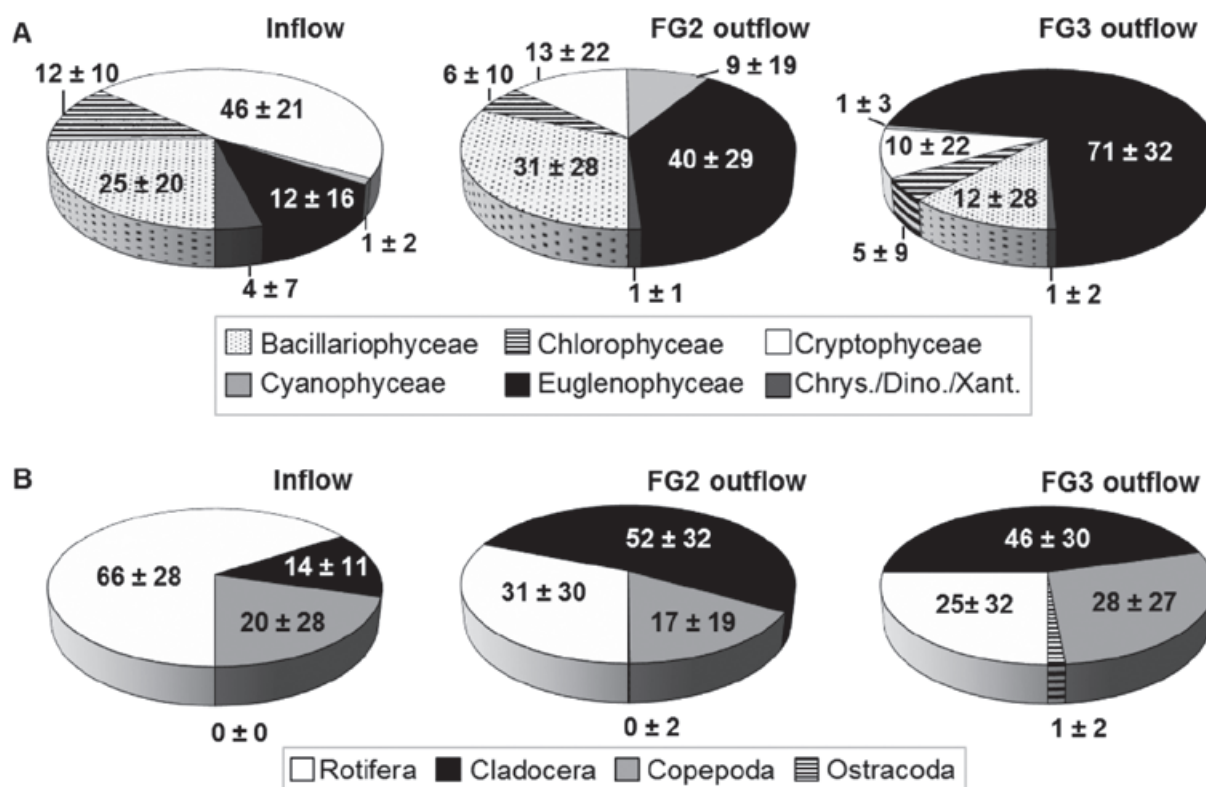 A
Inflow
FG2 outflow
FG3 outflow
12 ± 10
46 ± 21
25 ± 20
12 ± 16
1 ± 2
4 ± 7
13 ± 22
6 ± 10
9 ± 19
31 ± 28
40 ± 29
1 ± 1
1 ± 3
10 ± 22
71 ± 32
12 ± 28
5 ± 9
1 ± 2
Bacillariophyceae Chlorophyceae Cryptophyceae
Cyanophyceae Euglenophyceae Chrys./Dino./Xant.
B
Inflow
FG2 outflow
FG3 outflow
66 ± 28
14 ± 11
20 ± 28
0 ± 0
52 ± 32
31 ± 30
17 ± 19
0 ± 2
46 ± 30
25± 32
28 ± 27
1 ± 2
Rotifera Cladocera Copepoda Ostracoda